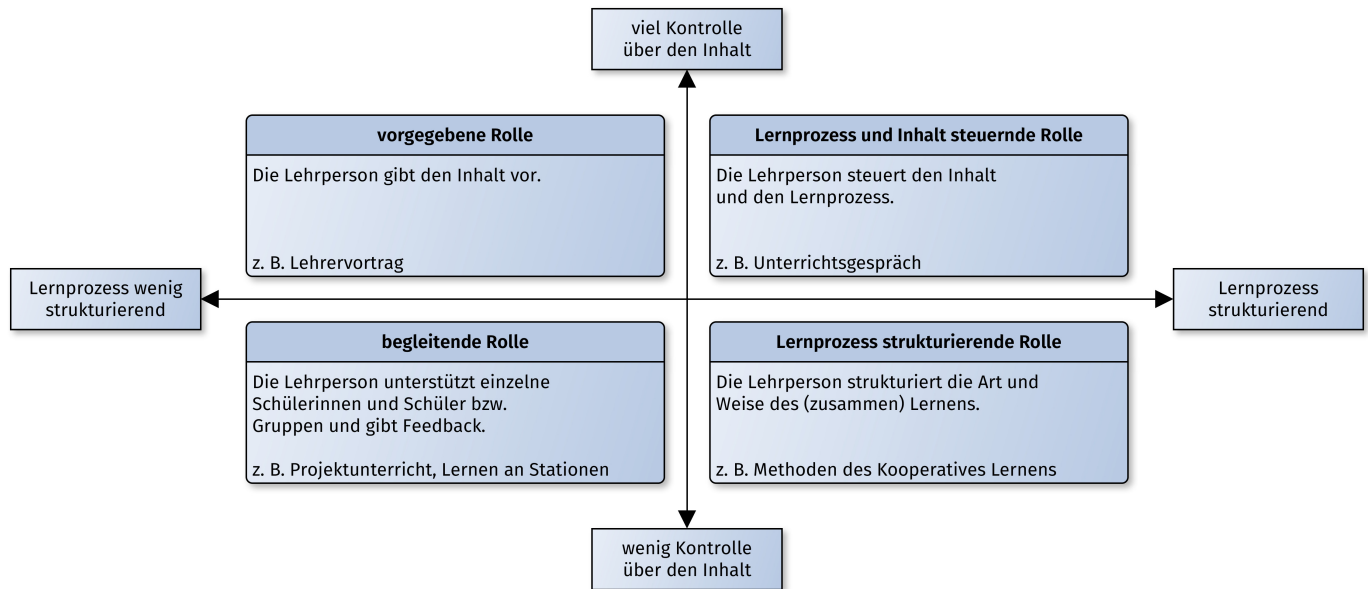 viel Kontrolle
über den Inhalt
vorgegebene Rolle
Die Lehrperson gibt den Inhalt vor.
z. B. Lehrervortrag
Lernprozess und Inhalt steuernde Rolle
Die Lehrperson steuert den Inhalt
und den Lernprozess.
z. B. Unterrichtsgespräch
Lernprozess wenig
strukturierend
Lernprozess
strukturierend
begleitende Rolle
Die Lehrperson unterstützt einzelne
Schülerinnen und Schüler bzw.
Gruppen und gibt Feedback.
z. B. Projektunterricht, Lernen an Stationen
Lernprozess strukturierende Rolle
Die Lehrperson strukturiert die Art und
Weise des (zusammen) Lernens.
z. B. Methoden des Kooperatives Lernens
wenig Kontrolle
über den Inhalt